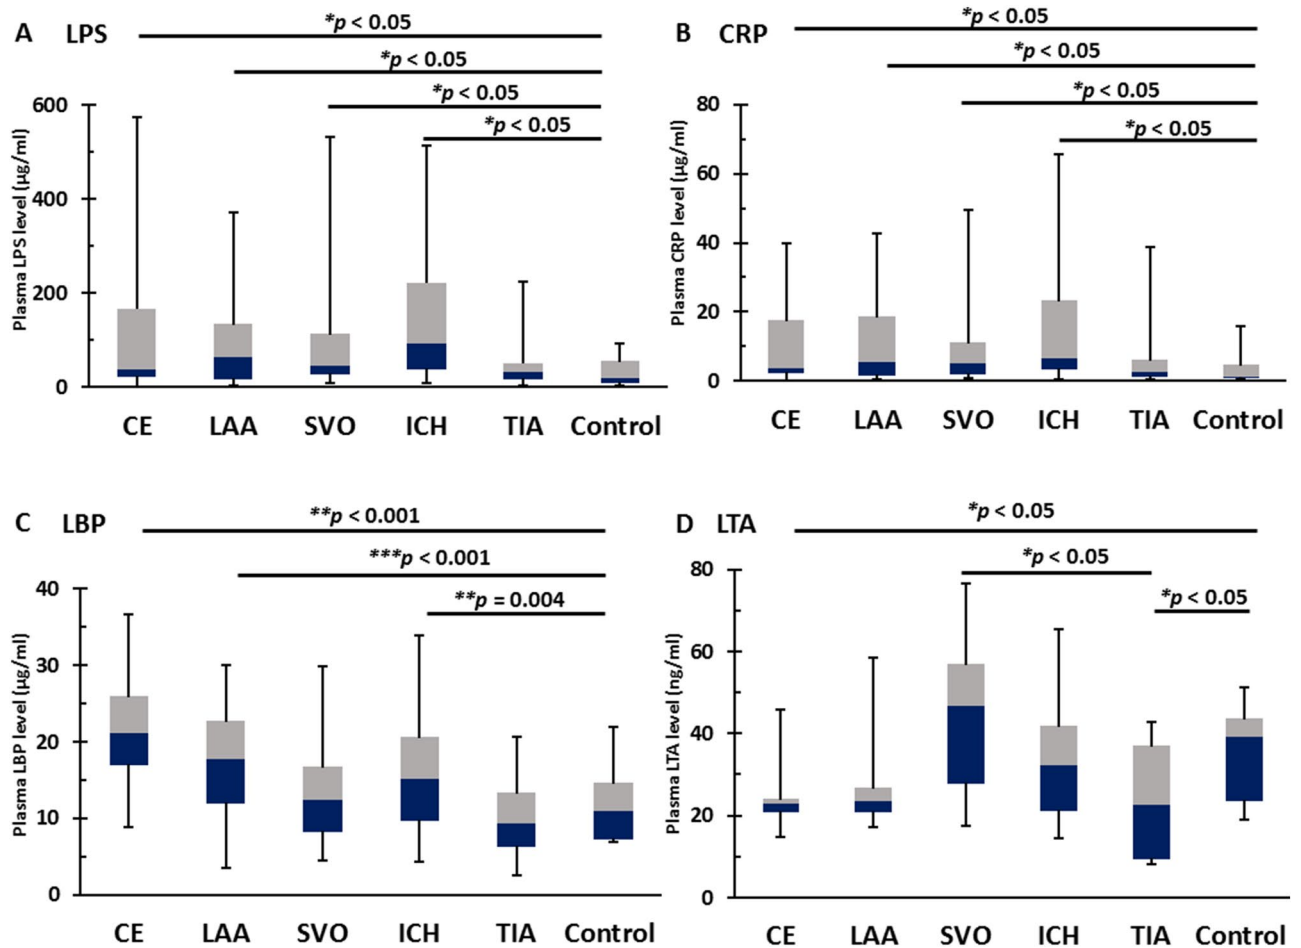 A LPS
*p < 0.05
*p < 0.05
*p < 0.05
*p < 0.05
Plasma LPS level (μg/ml)
600
400
200
0
CE LAA SVO ICH TIA Control
B CRP
*p < 0.05
*p < 0.05
*p < 0.05
*p < 0.05
Plasma CRP level (μg/ml)
80
60
40
20
0
CE LAA SVO ICH TIA Control
C LBP
**p < 0.001
***p < 0.001
**p = 0.004
Plasma LBP level (μg/ml)
40
30
20
10
0
CE LAA SVO ICH TIA Control
D LTA
*p < 0.05
*p < 0.05
*p < 0.05
Plasma LTA level (ng/ml)
80
60
40
20
0
CE LAA SVO ICH TIA Control